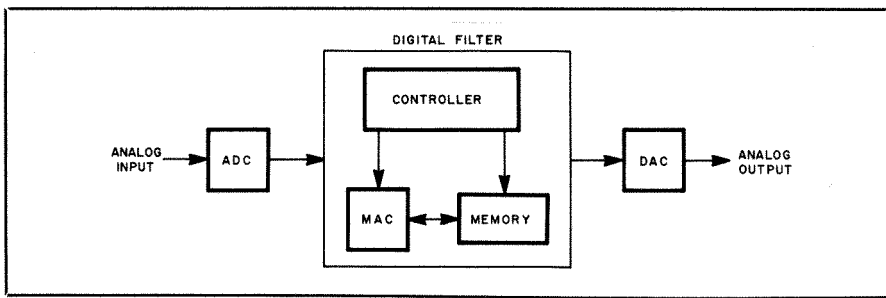 DIGITAL FILTER
CONTROLLER
ANALOG
INPUT
ADC
MAC
MEMORY
DAC
ANALOG
OUTPUT